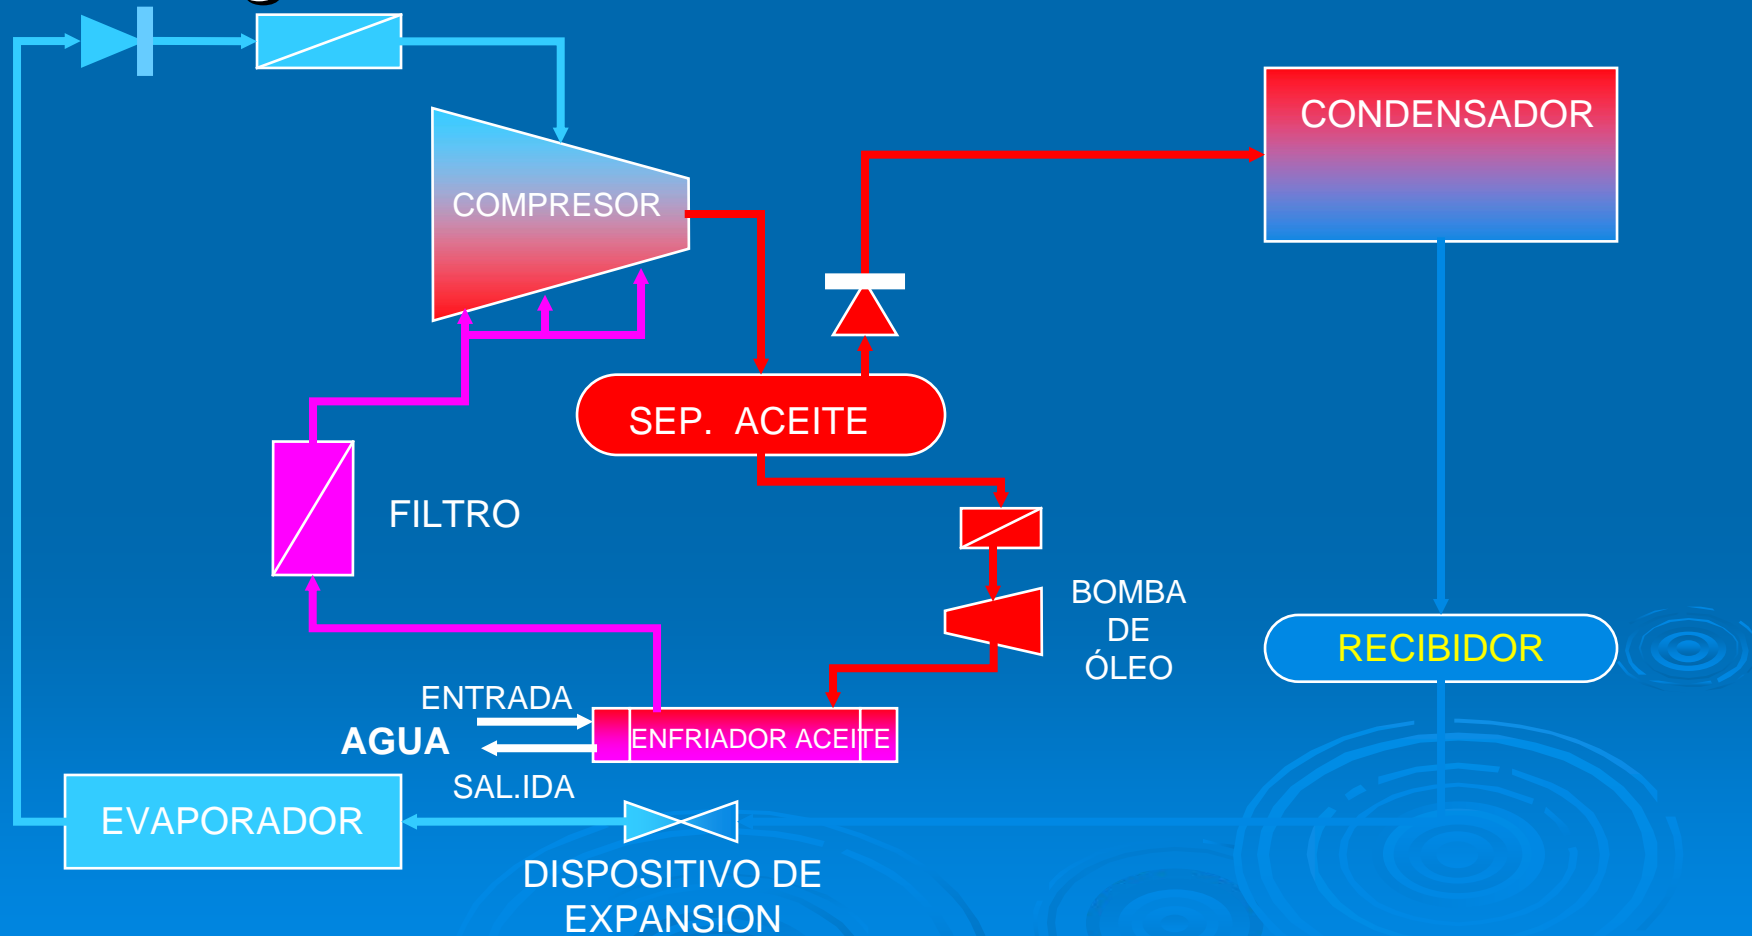 CONDENSADOR
COMPRESOR
SEP. ACEITE
FILTRO
BOMBA
DE
ÓLEO
RECIBIDOR
ENTRADA
AGUA
ENFRIADOR ACEITE
SAL.IDA
EVAPORADOR
DISPOSITIVO DE
EXPANSION